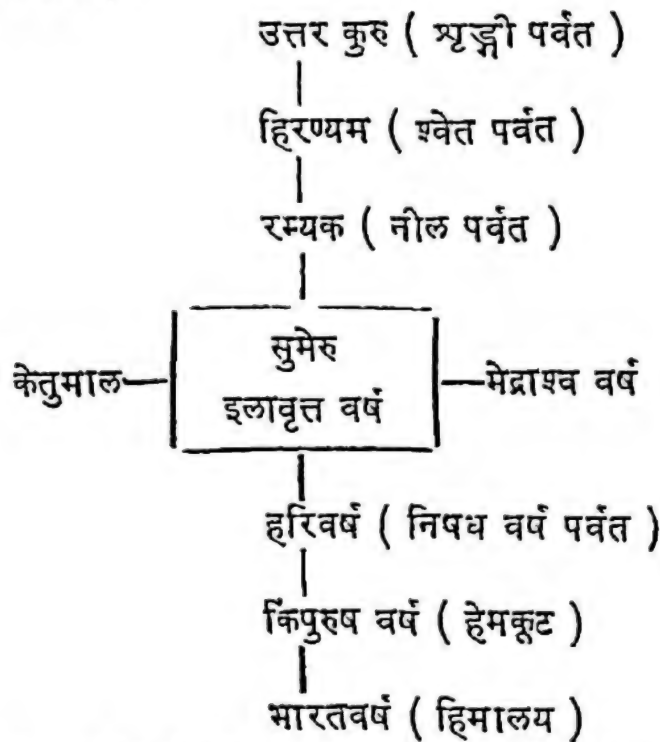 उत्तर कुरु ( शृङ्गी पर्वत )
हिरण्यम ( श्वेत पर्वत )
रम्यक ( नील पर्वत )
सुमेरु
केतुमाल
इलावृत्त वर्ष
मेद्राश्व वर्ष
हरिवर्ष ( निषध वर्ष पर्वत )
किंपुरुष वर्ष ( हेमकूट )
भारतवर्ष ( हिमालय )